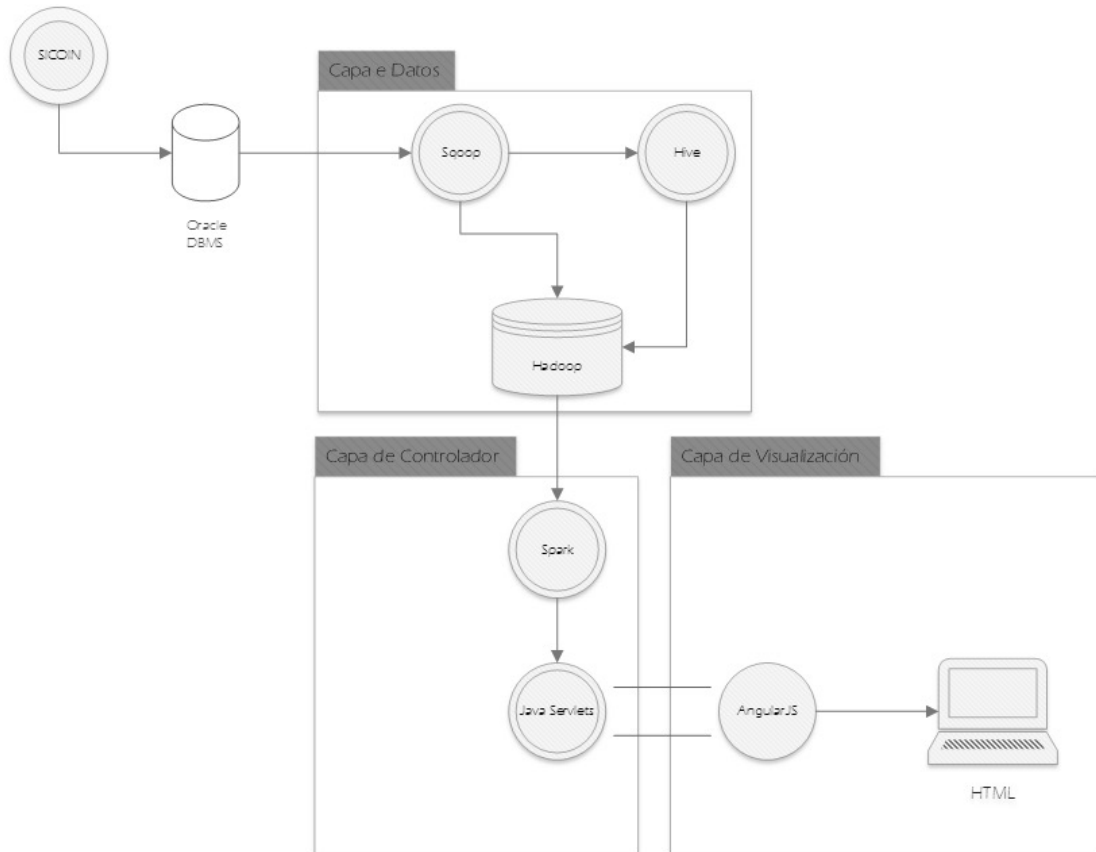 SICOIN
Capa e Datos
Sqoop
Hive
Oracle
DBMS
Hadoop
Capa de Controlador
Capa de Visualización
Spark
Java Servlets
AngularJS
HTML